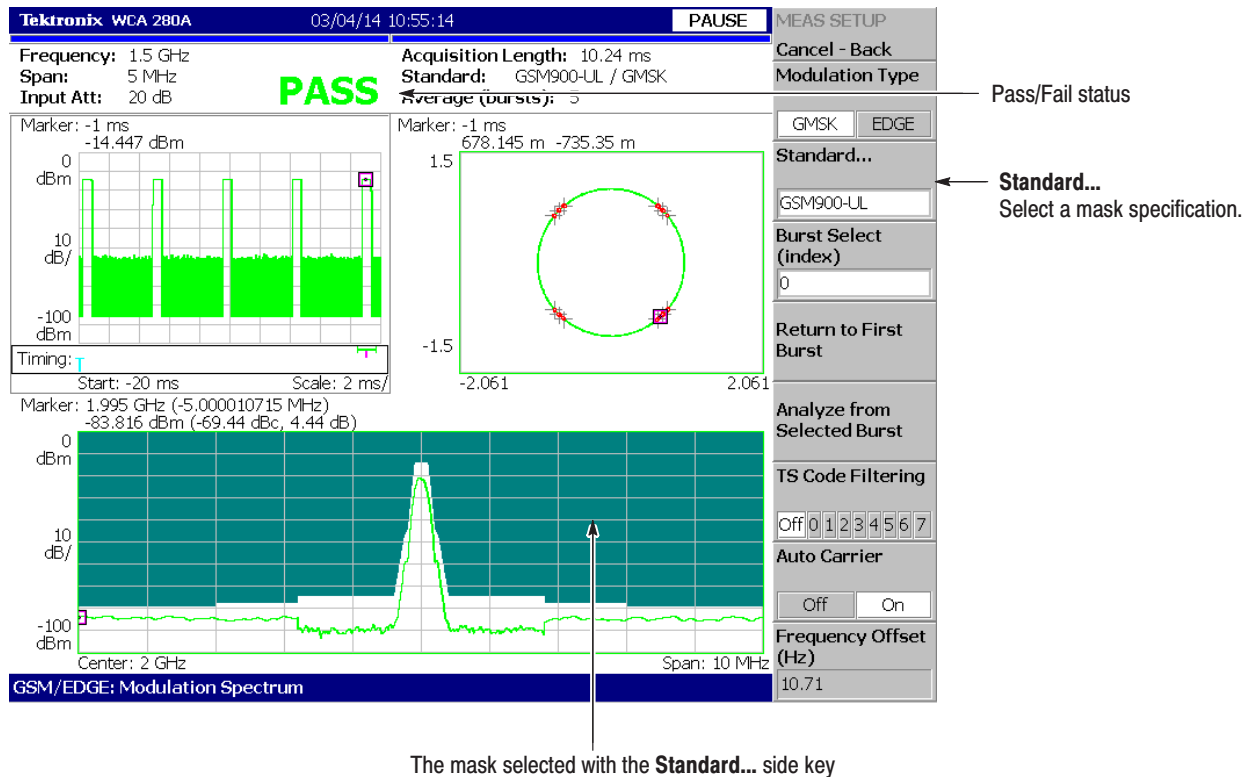 Tektronix WCA 280A 03/04/14 10:55:14 PAUSE
Frequency: 1.5 GHz
Span: 5 MHz
Input Att: 20 dB
PASS
Acquisition Length: 10.24 ms
Standard: GSM900-UL / GMSK
Average (bursts): 5
Marker: -1 ms
-14.447 dBm
0
dBm
10
dB/
-100
dBm
Timing: T T
Start: -20 ms Scale: 2 ms/
Marker: -1 ms
678.145 m -735.35 m
1.5
-1.5
-2.061 2.061
Marker: 1.995 GHz (-5.000010715 MHz)
-83.816 dBm (-69.44 dBc, 4.44 dB)
0
dBm
10
dB/
-100
dBm
Center: 2 GHz Span: 10 MHz
GSM/EDGE: Modulation Spectrum
MEAS SETUP
Cancel - Back
Modulation Type
GMSK EDGE
Standard...
GSM900-UL
Burst Select
(index)
0
Return to First
Burst
Analyze from
Selected Burst
TS Code Filtering
Off 0 1 2 3 4 5 6 7
Auto Carrier
Off On
Frequency Offset
(Hz)
10.71
Pass/Fail status
Standard...
Select a mask specification.
The mask selected with the Standard... side key